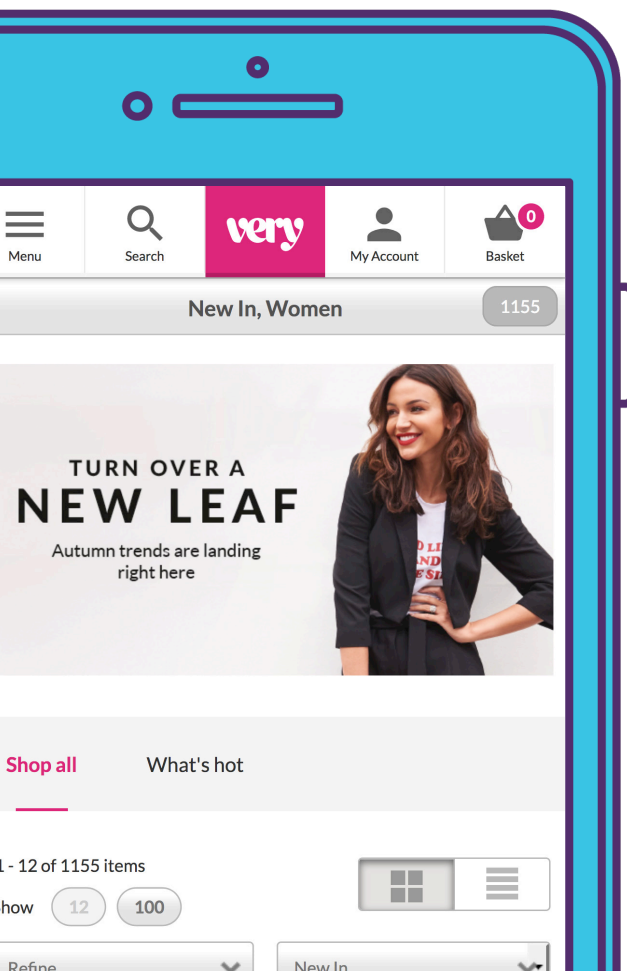 Menu
Search
very
My Account
0
Basket
New In, Women
1155
TURN OVER A
NEW LEAF
Autumn trends are landing
right here
Shop all
What's hot
1 - 12 of 1155 items
Show
12
100
Refine
New In